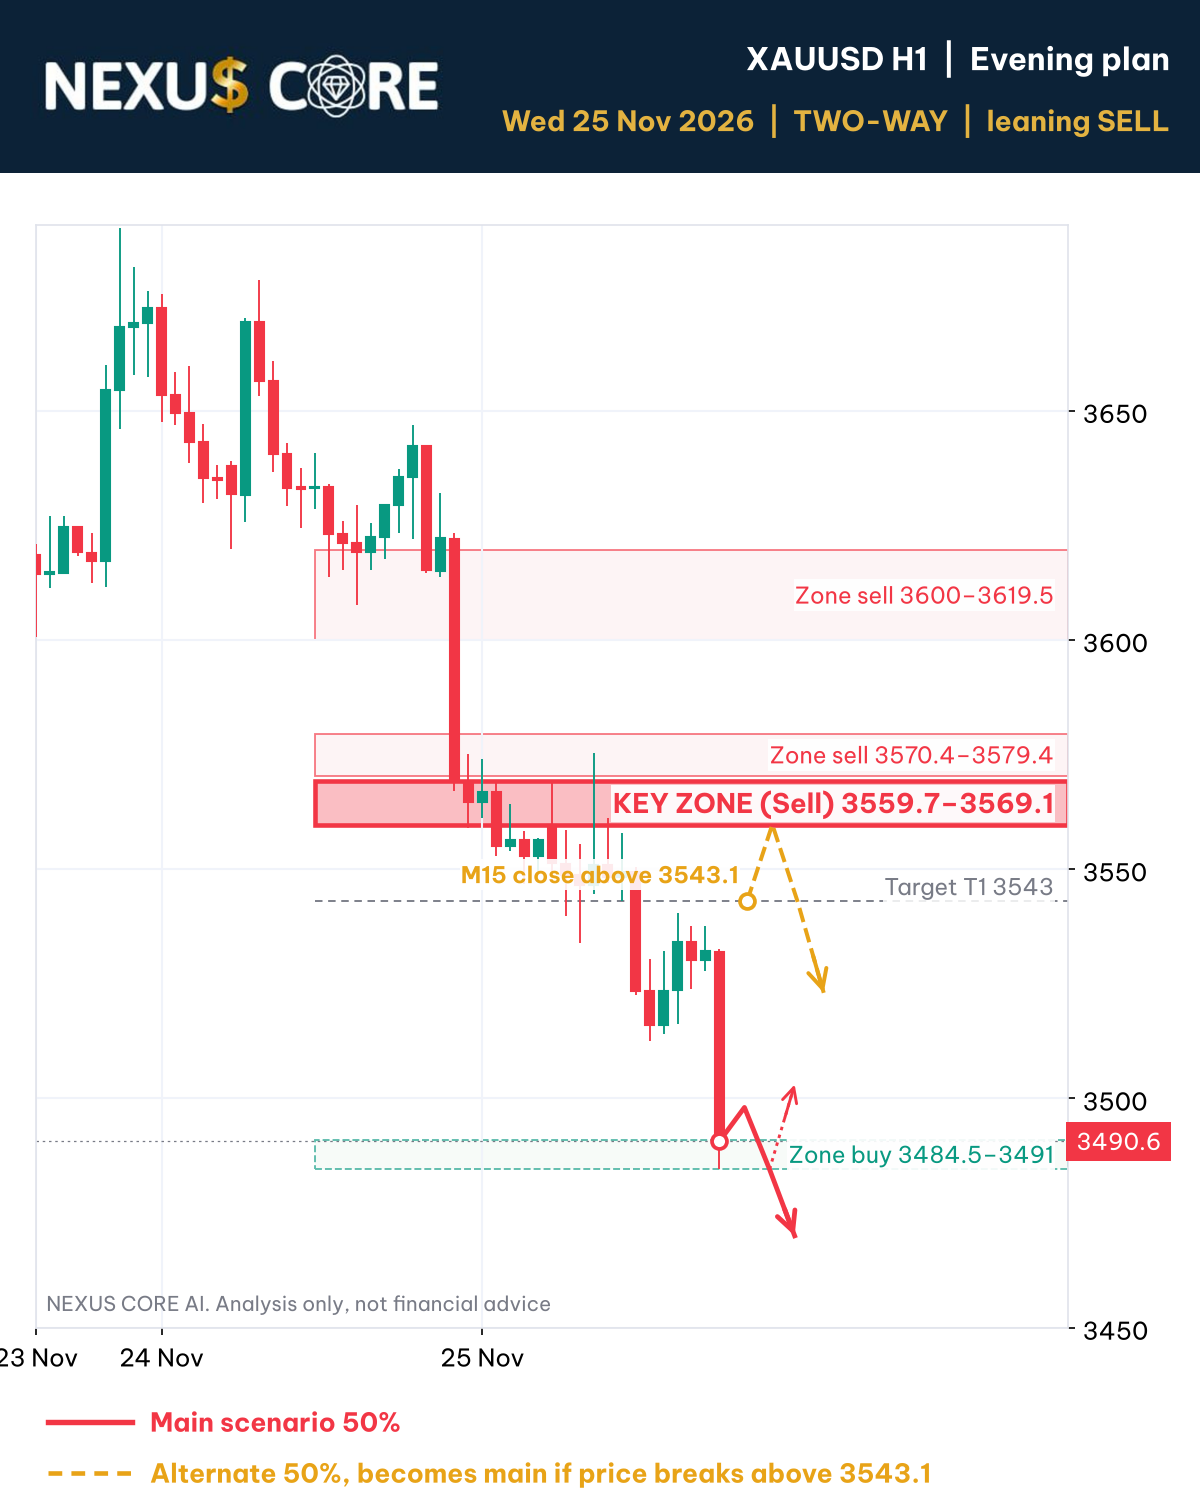 NEXU$ CORE
XAUUSD H1 | Evening plan
Wed 25 Nov 2026 | TWO-WAY | leaning SELL
3650
Zone sell 3600–3619.5
3600
Zone sell 3570.4–3579.4
KEY ZONE (Sell) 3559.7–3569.1
M15 close above 3543.1
3550
Target T1 3543
3500
3490.6
Zone buy 3484.5–3491
NEXUS CORE AI. Analysis only, not financial advice
3450
23 Nov
24 Nov
25 Nov
Main scenario 50%
Alternate 50%, becomes main if price breaks above 3543.1